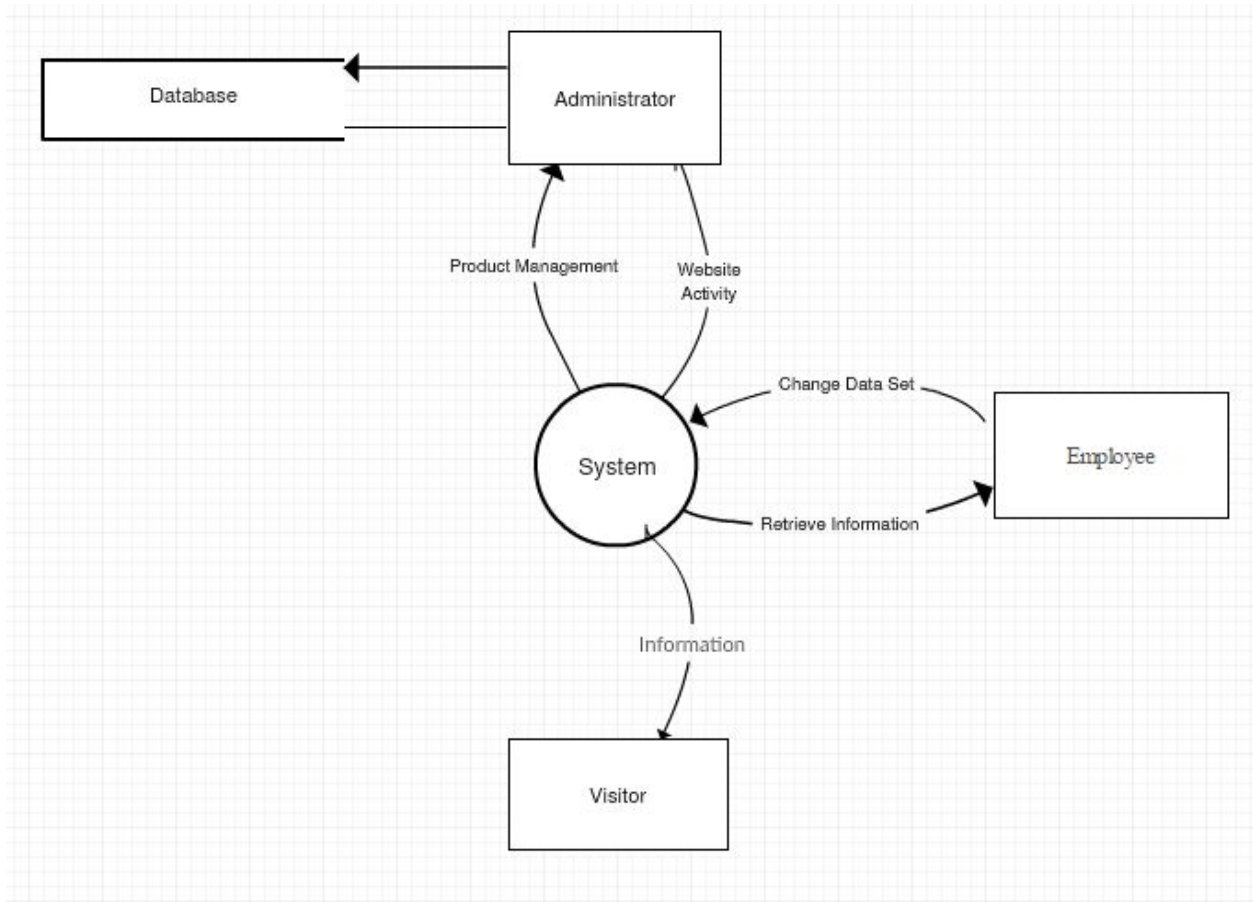 Database
Administrator
Product Management
Website
Activity
Change Data Set
System
Employee
Retrieve Information
Information
Visitor